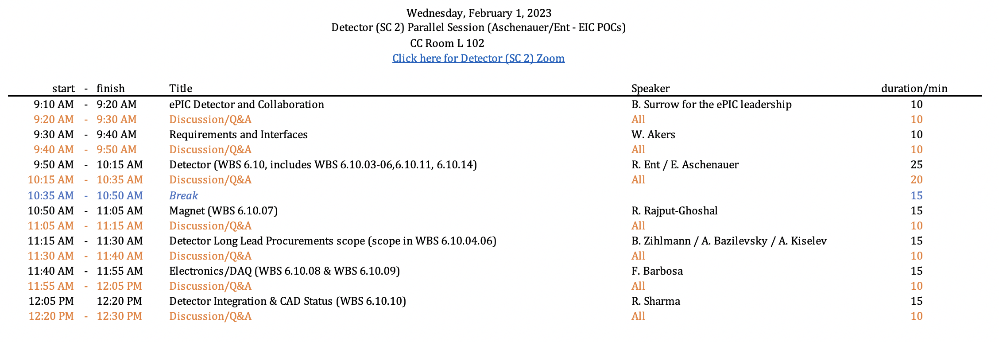 Wednesday, February 1, 2023
Detector (SC 2) Parallel Session (Aschenauer/Ent - EIC POCs)
CC Room L 102
Click here for Detector (SC 2) Zoom
start - finish Title Speaker duration/min
9:10 AM - 9:20 AM ePIC Detector and Collaboration B. Surrow for the ePIC leadership 10
9:20 AM - 9:30 AM Discussion/Q&A All 10
9:30 AM - 9:40 AM Requirements and Interfaces W. Akers 10
9:40 AM - 9:50 AM Discussion/Q&A All 10
9:50 AM - 10:15 AM Detector (WBS 6.10, includes WBS 6.10.03-06,6.10.11, 6.10.14) R. Ent / E. Aschenauer 25
10:15 AM - 10:35 AM Discussion/Q&A All 20
10:35 AM - 10:50 AM Break 15
10:50 AM - 11:05 AM Magnet (WBS 6.10.07) R. Rajput-Ghoshal 15
11:05 AM - 11:15 AM Discussion/Q&A All 10
11:15 AM - 11:30 AM Detector Long Lead Procurements scope (scope in WBS 6.10.04.06) B. Zihlmann / A. Bazilevsky / A. Kiselev 15
11:30 AM - 11:40 AM Discussion/Q&A All 10
11:40 AM - 11:55 AM Electronics/DAQ (WBS 6.10.08 & WBS 6.10.09) F. Barbosa 15
11:55 AM - 12:05 PM Discussion/Q&A All 10
12:05 PM 12:20 PM Detector Integration & CAD Status (WBS 6.10.10) R. Sharma 15
12:20 PM - 12:30 PM Discussion/Q&A All 10